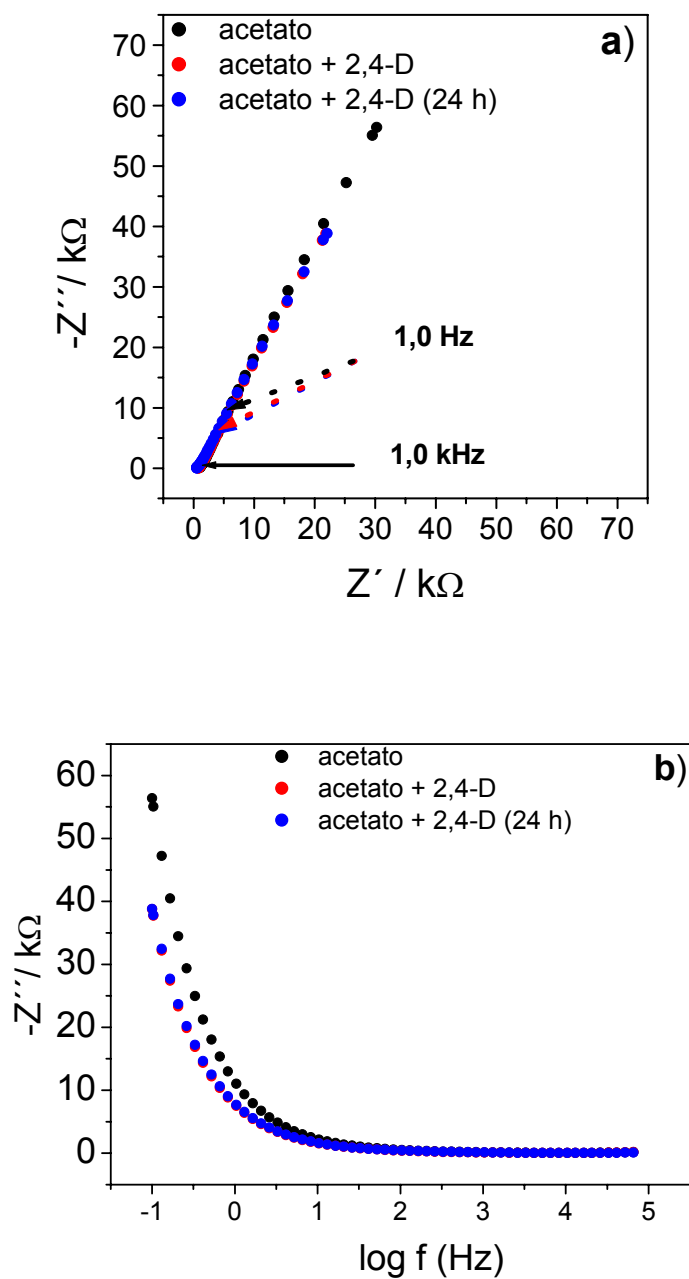 acetato
a)
acetato + 2,4-D
acetato + 2,4-D (24 h)
70
60
50
40
30
20
10
0
-Z´´/ kΩ
1,0 Hz
1,0 kHz
0 10 20 30 40 50 60 70
Z´ / kΩ
acetato
b)
acetato + 2,4-D
acetato + 2,4-D (24 h)
60
50
40
30
20
10
0
-Z´´/ kΩ
-1 0 1 2 3 4 5
log f (Hz)